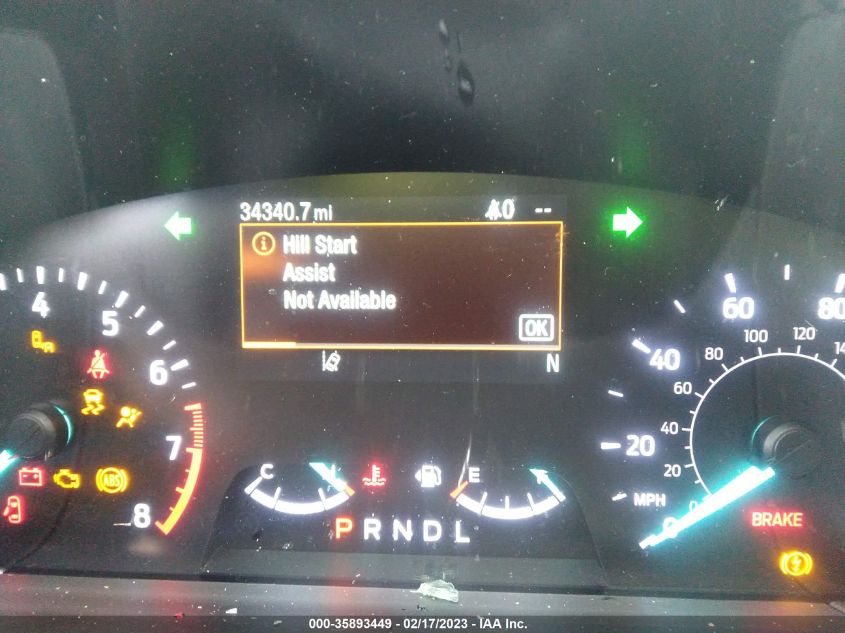 34340.7 mi 40 --
Hill Start
Assist
Not Available
OK
N
4
5
6
7
8
C
E
PRNDL
ABS
60
80
40
20
0
MPH
100
120
80
60
40
20
BRAKE
000-35893449 - 02/17/2023 - IAA Inc.